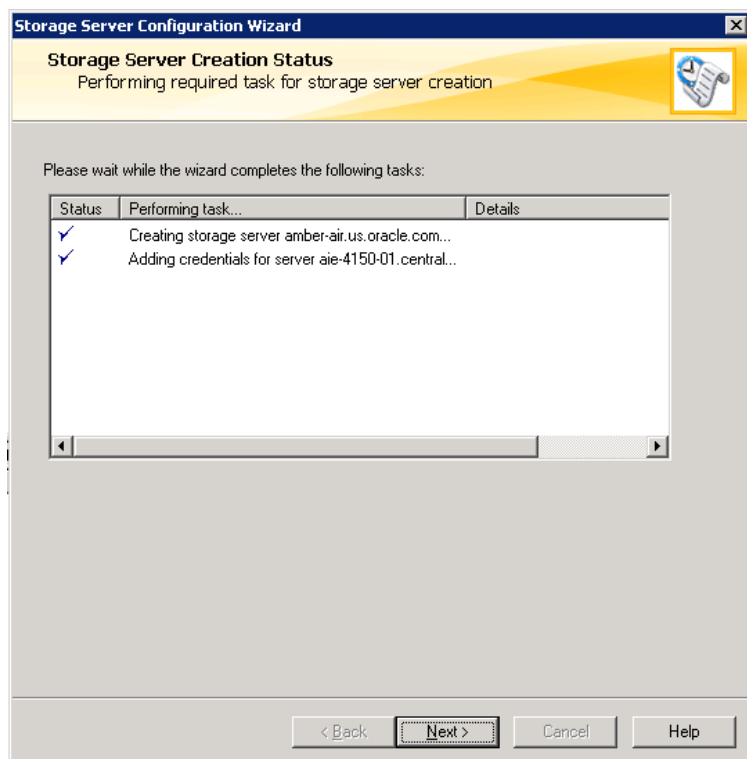 Storage Server Configuration Wizard
Storage Server Creation Status
Performing required task for storage server creation
Please wait while the wizard completes the following tasks:
Status Performing task... Details
Creating storage server amber-air.us.oracle.com...
Adding credentials for server aie-4150-01.central...
< Back Next > Cancel Help